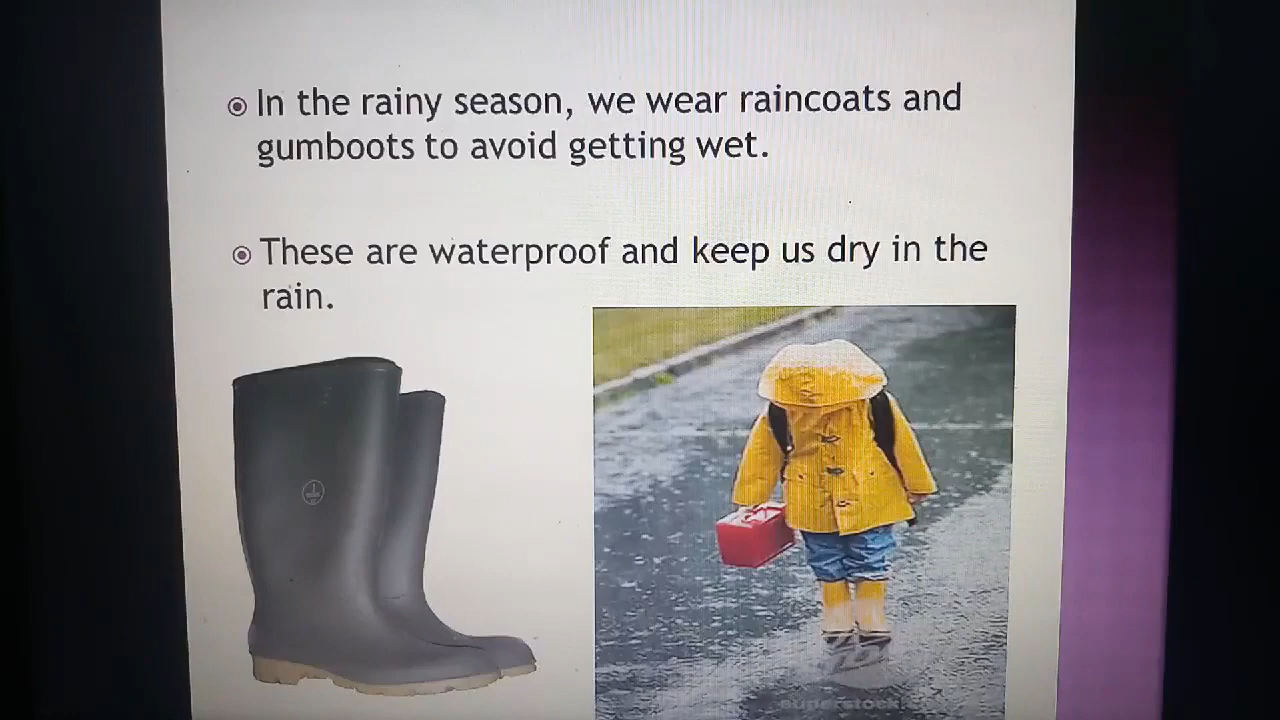 In the rainy season, we wear raincoats and
gumboots to avoid getting wet.
These are waterproof and keep us dry in the
rain.